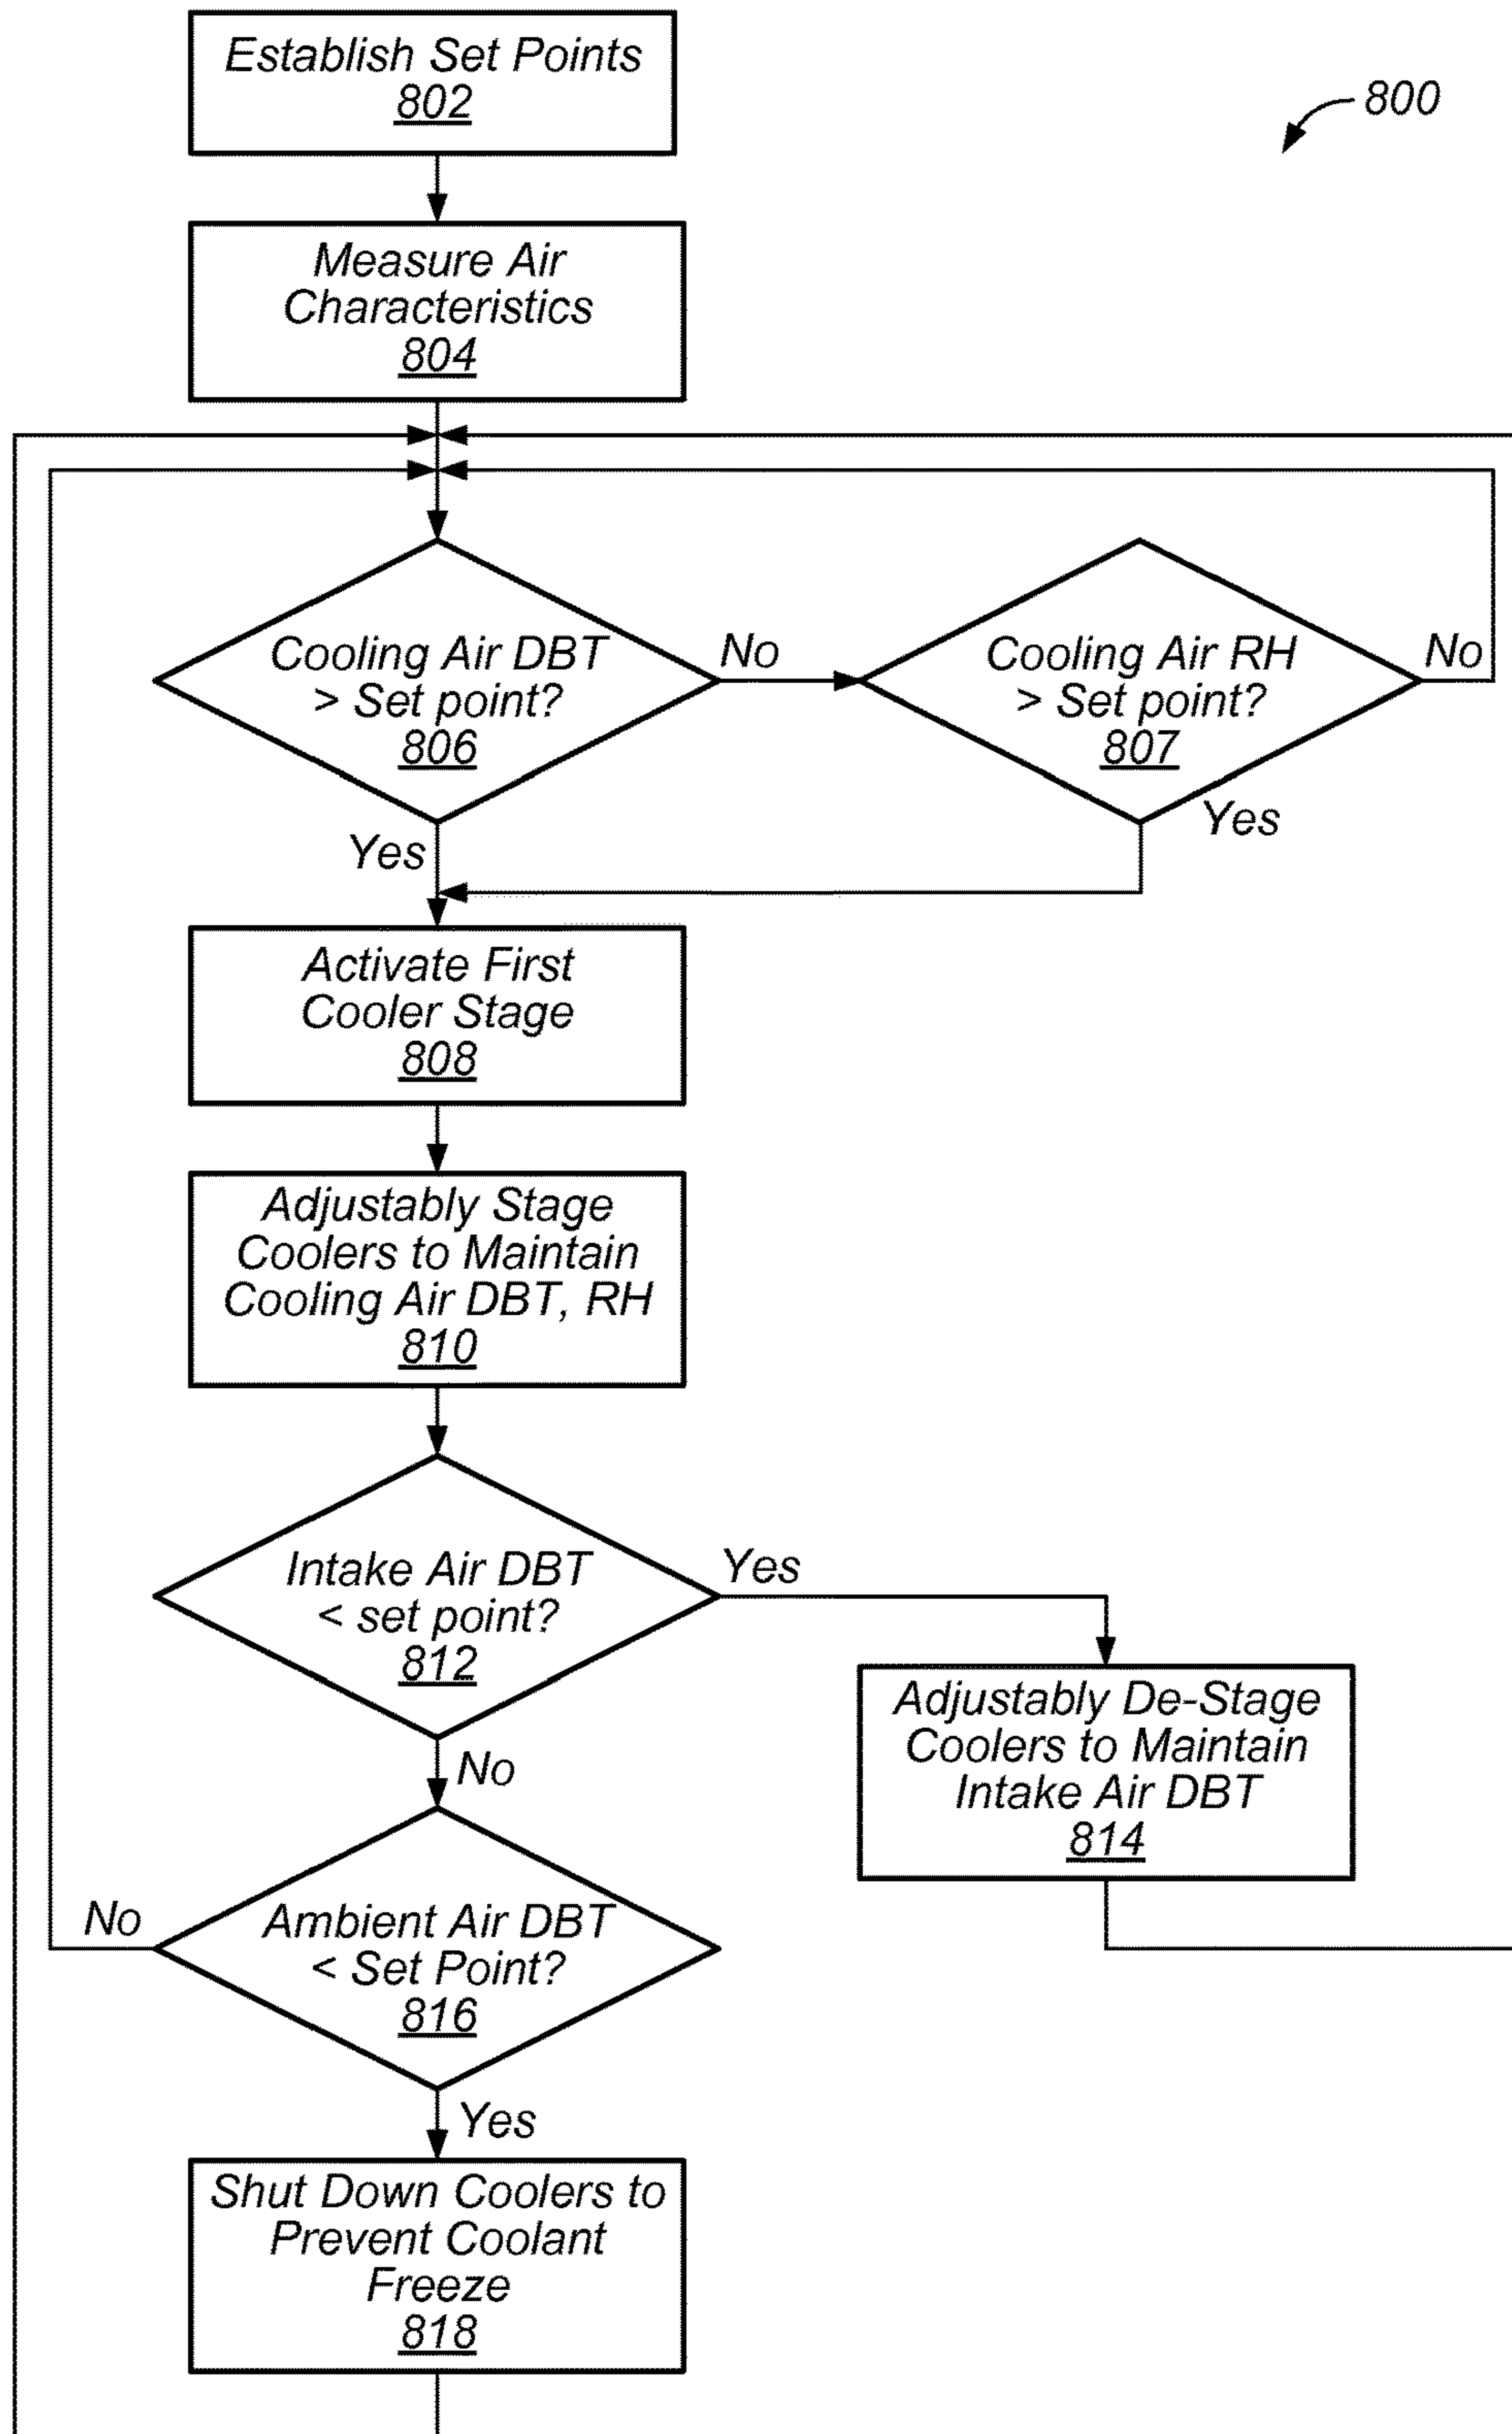 Establish Set Points
802
800
Measure Air
Characteristics
804
Cooling Air DBT
> Set point?
806
No
Cooling Air RH
> Set point?
807
No
Yes
Yes
Activate First
Cooler Stage
808
Adjustably Stage
Coolers to Maintain
Cooling Air DBT, RH
810
Intake Air DBT
< set point?
812
Yes
No
Adjustably De-Stage
Coolers to Maintain
Intake Air DBT
814
No
Ambient Air DBT
< Set Point?
816
Yes
Shut Down Coolers to
Prevent Coolant
Freeze
818